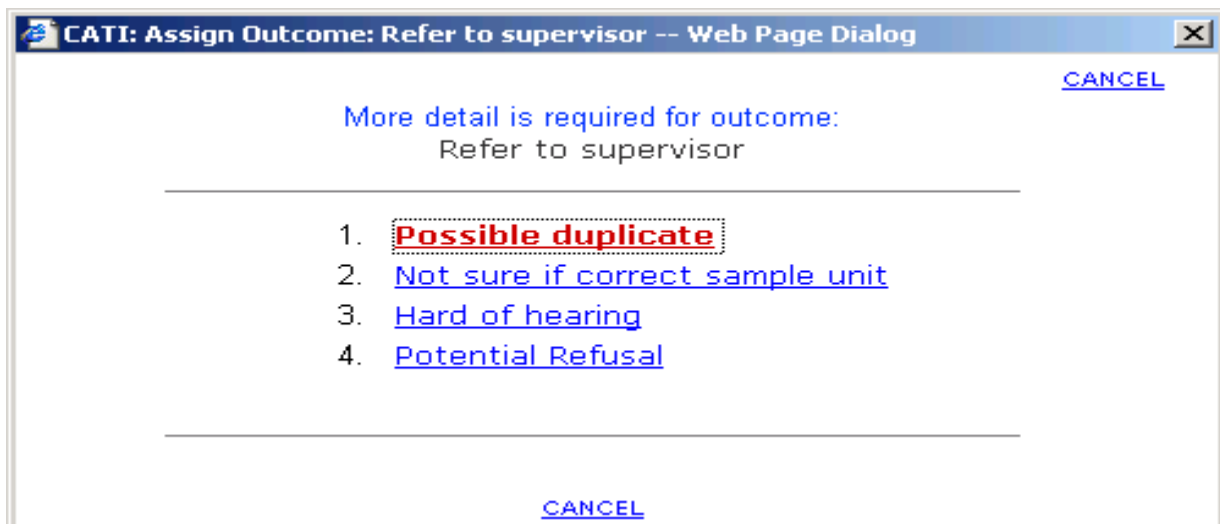 CATI: Assign Outcome: Refer to supervisor -- Web Page Dialog
CANCEL
More detail is required for outcome:
Refer to supervisor
1. Possible duplicate
2. Not sure if correct sample unit
3. Hard of hearing
4. Potential Refusal
CANCEL